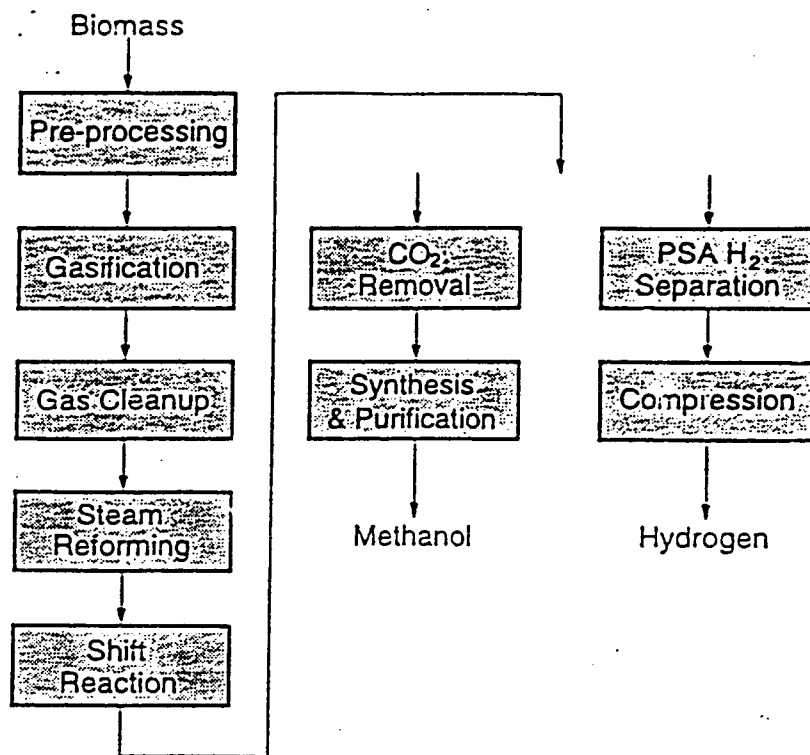 Biomass
Pre-processing
Gasification
Gas Cleanup
Steam
Reforming
Shift
Reaction
CO₂
Removal
Synthesis
& Purification
Methanol
PSA H₂
Separation
Compression
Hydrogen